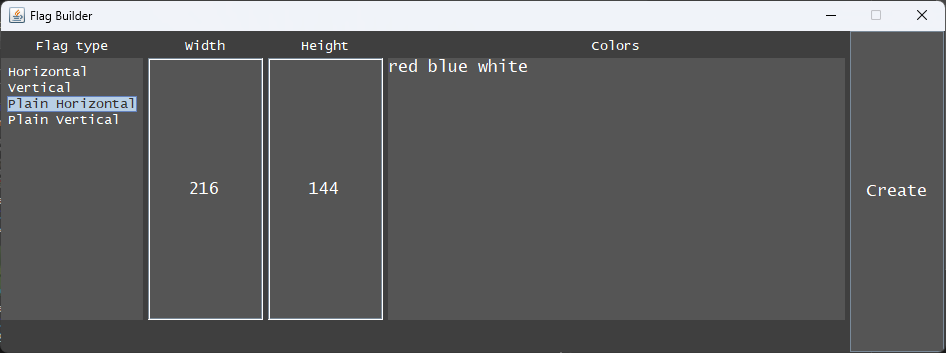 Flag Builder
Flag type Width Height Colors
Horizontal
Vertical
Plain Horizontal
Plain Vertical
red blue white
216 144
Create